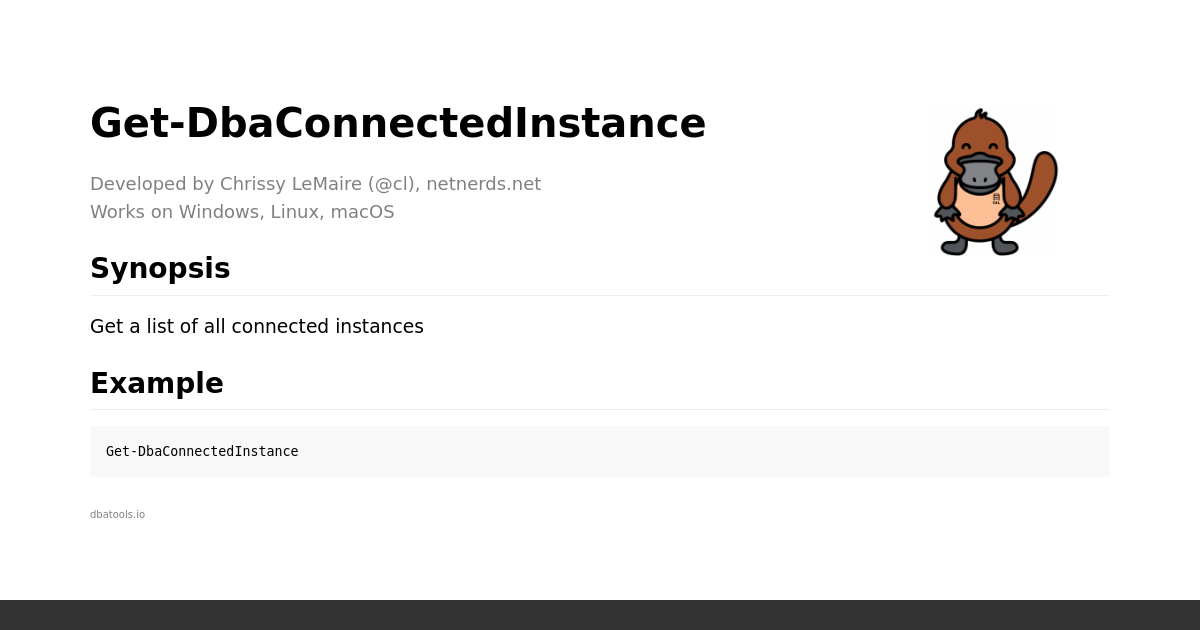 Get-DbaConnectedInstance
Developed by Chrissy LeMaire (@cl), netnerds.net
Works on Windows, Linux, macOS
Synopsis
Get a list of all connected instances
Example
Get-DbaConnectedInstance
dbatools.io